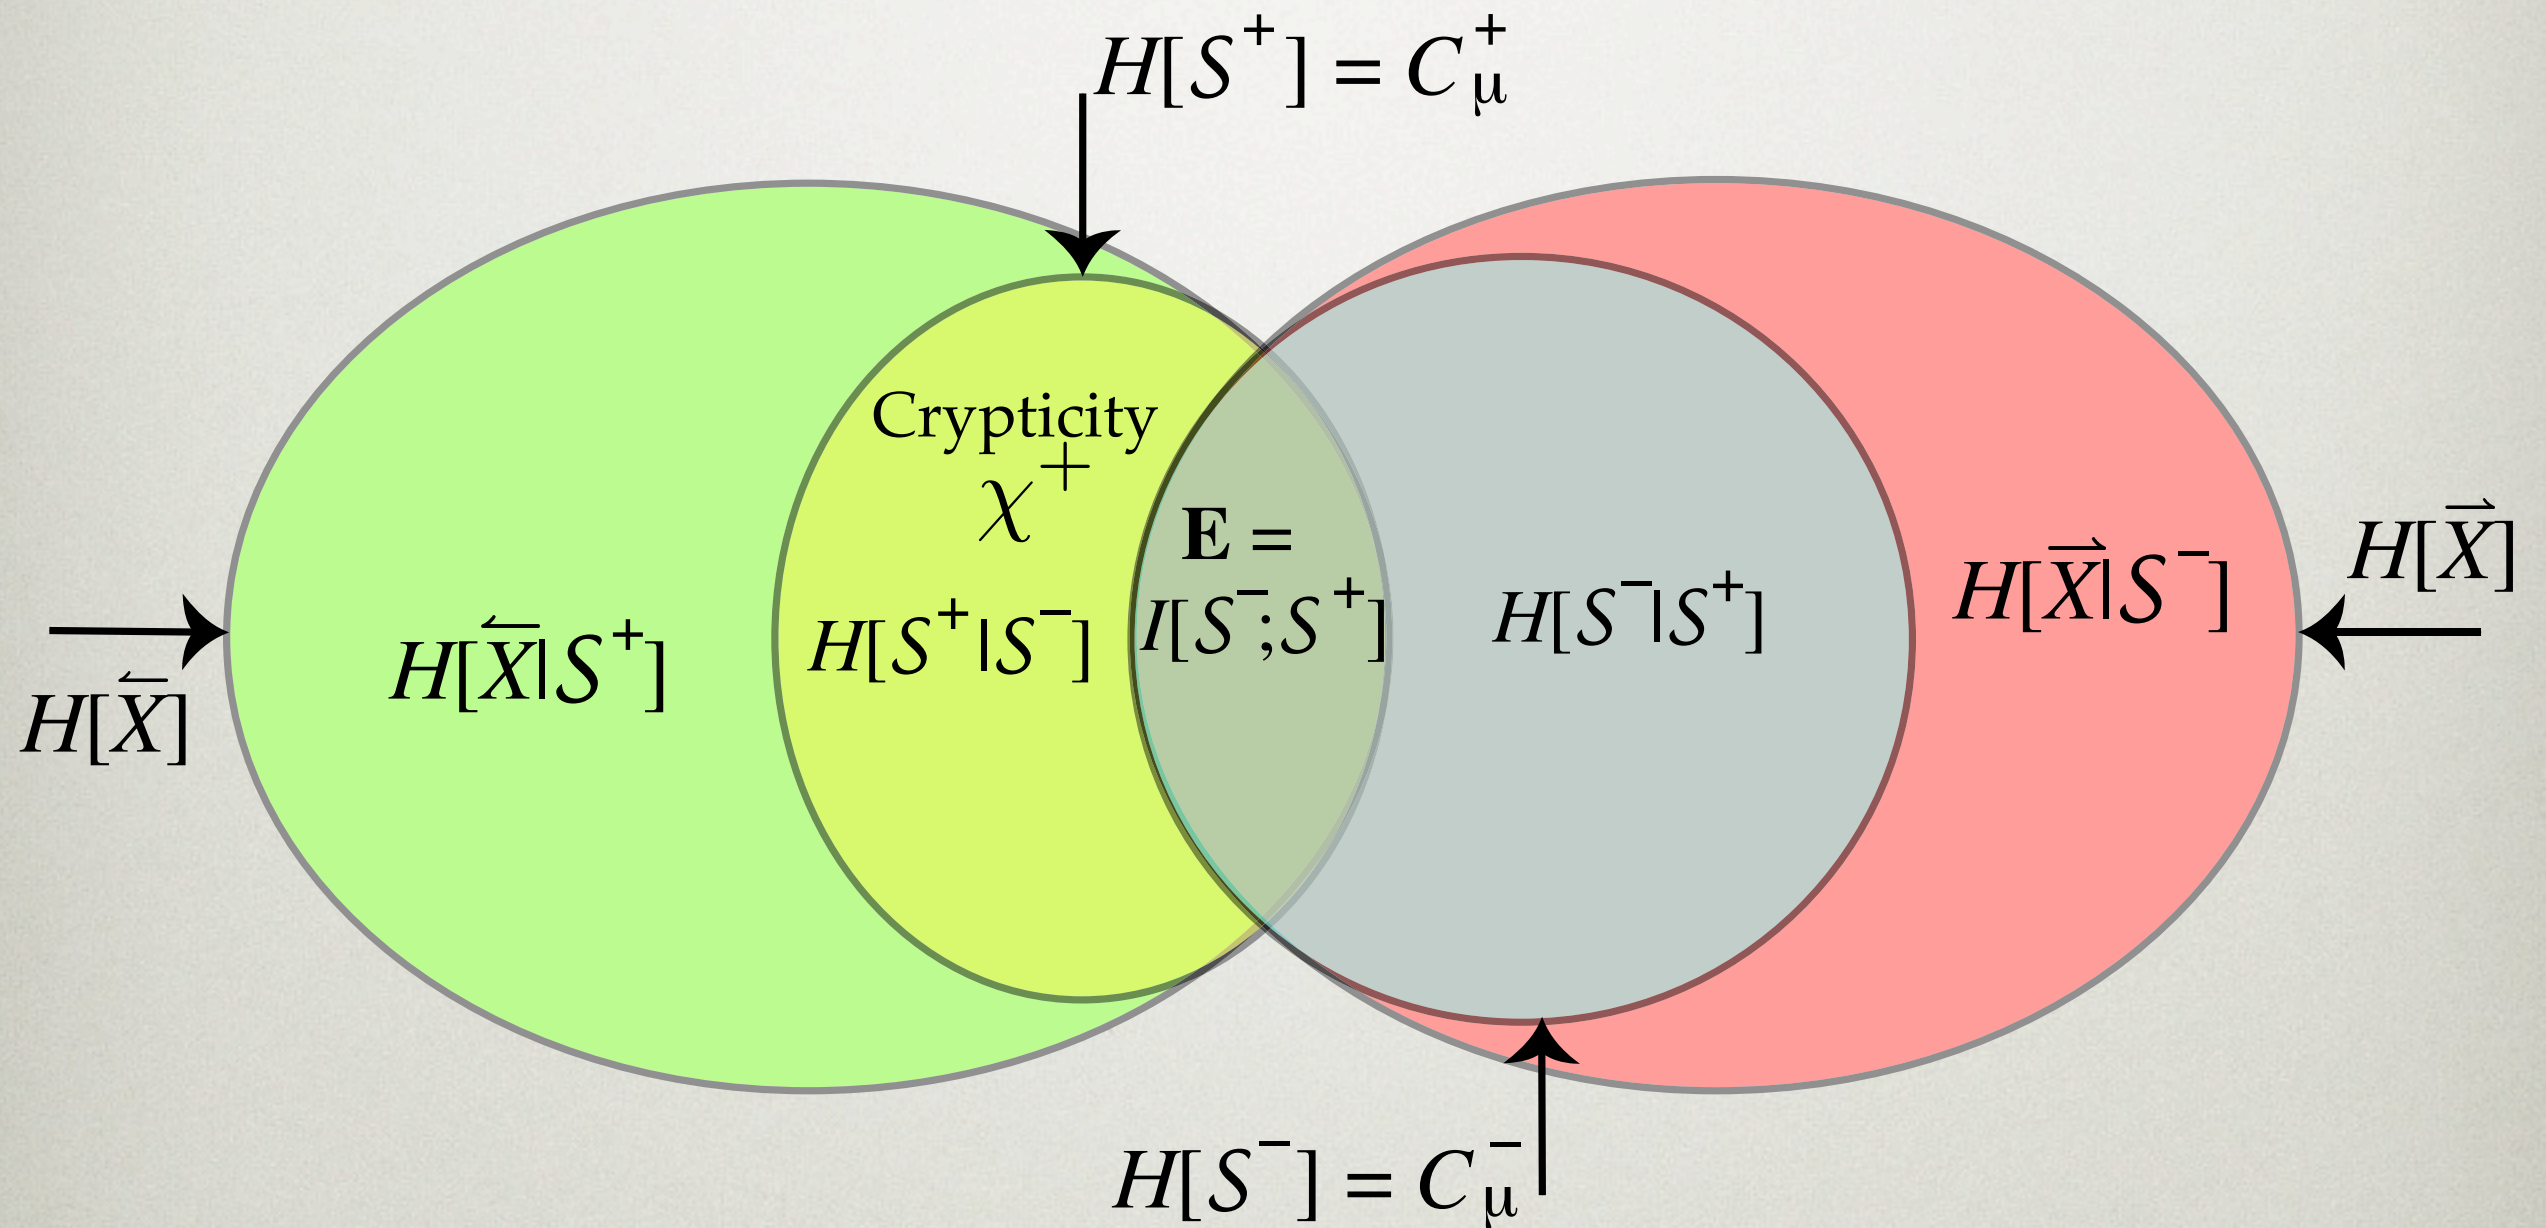 H[S⁺] = C⁺μ
Crypticity
χ⁺
E =
I[S⁻;S⁺]
H[S⁺|S⁻]
H[S⁻|S⁺]
H[X⃖|S⁺]
H[X⃗|S⁻]
H[X⃖]
H[X⃗]
H[S⁻] = C⁻μ